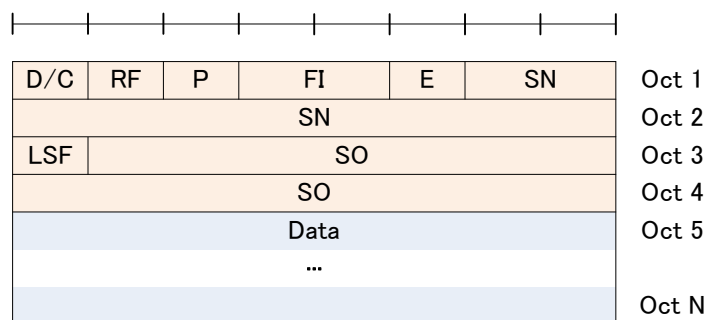 D/C RF P FI E SN Oct 1
SN Oct 2
LSF SO Oct 3
SO Oct 4
Data Oct 5
...
Oct N